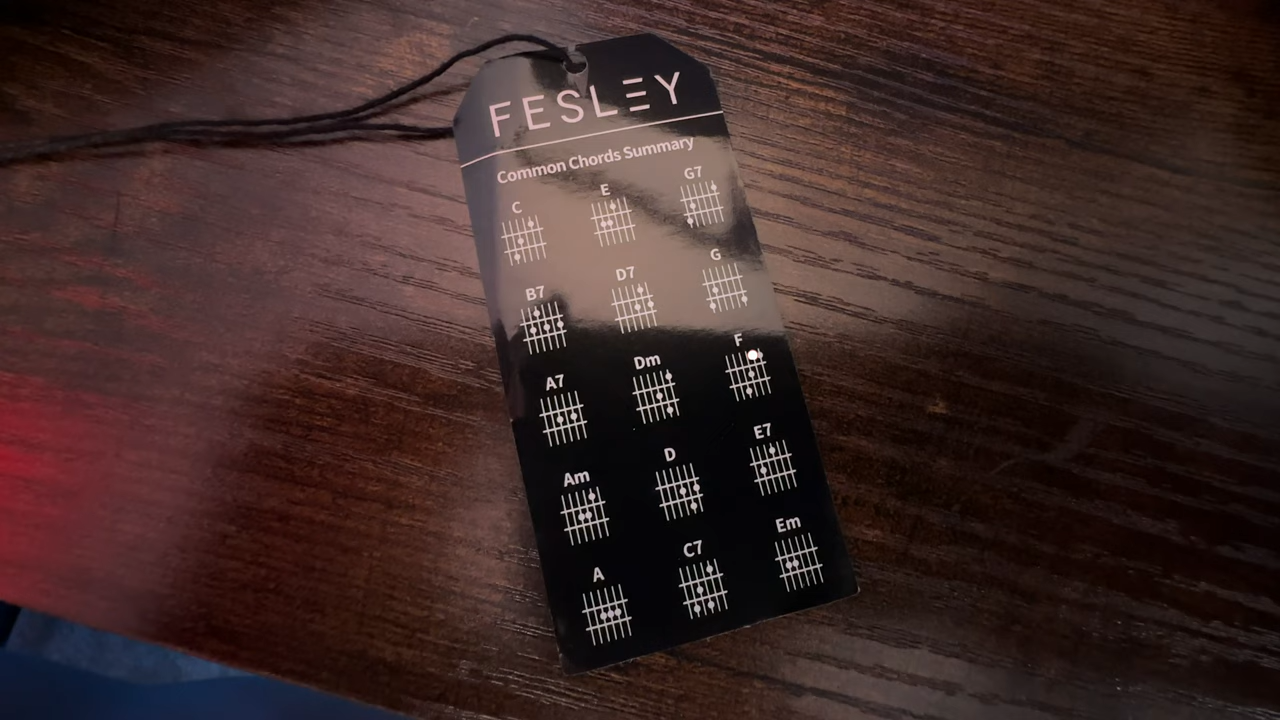 FESLEY
Common Chords Summary
C E G7
B7 D7 G
A7 Dm F
Am D E7
A C7 Em